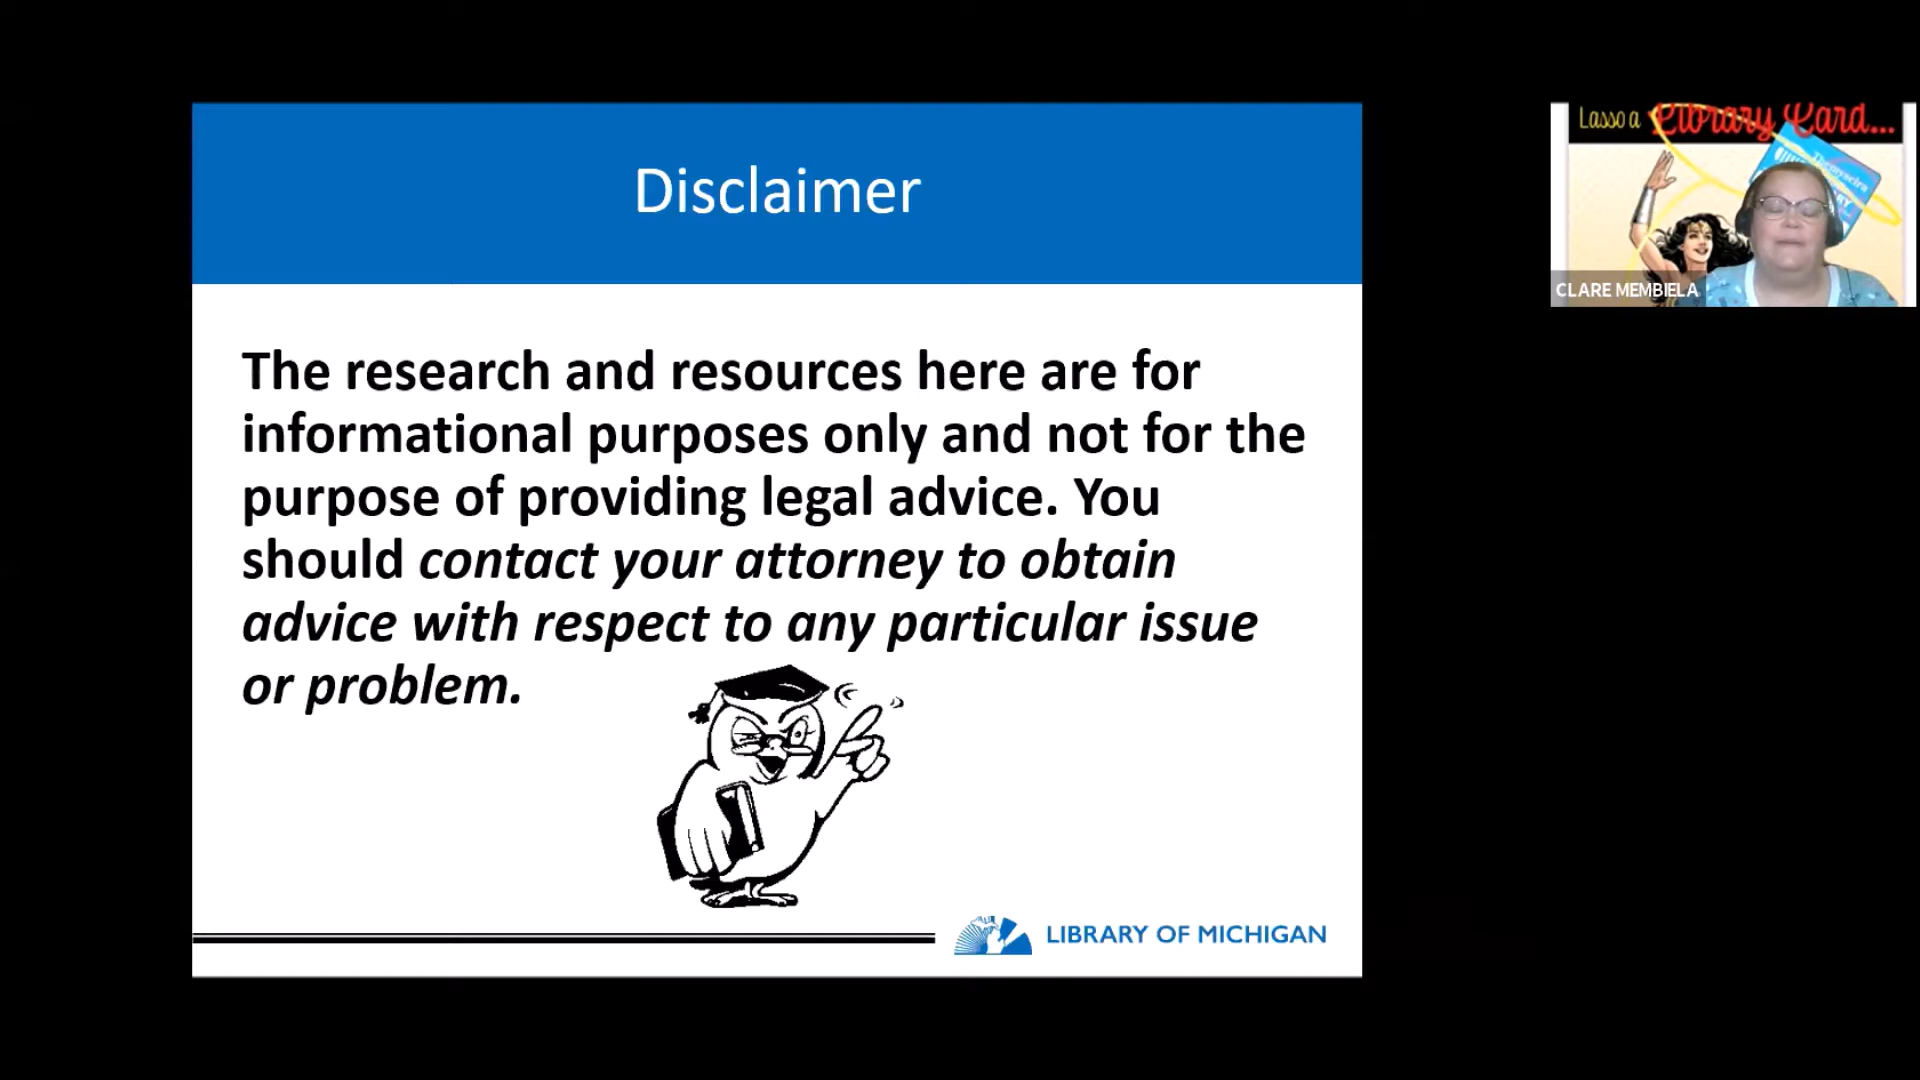 Disclaimer
The research and resources here are for
informational purposes only and not for the
purpose of providing legal advice. You
should contact your attorney to obtain
advice with respect to any particular issue
or problem.
LIBRARY OF MICHIGAN
Lasso a Library Card...
CLARE MEMBIELA